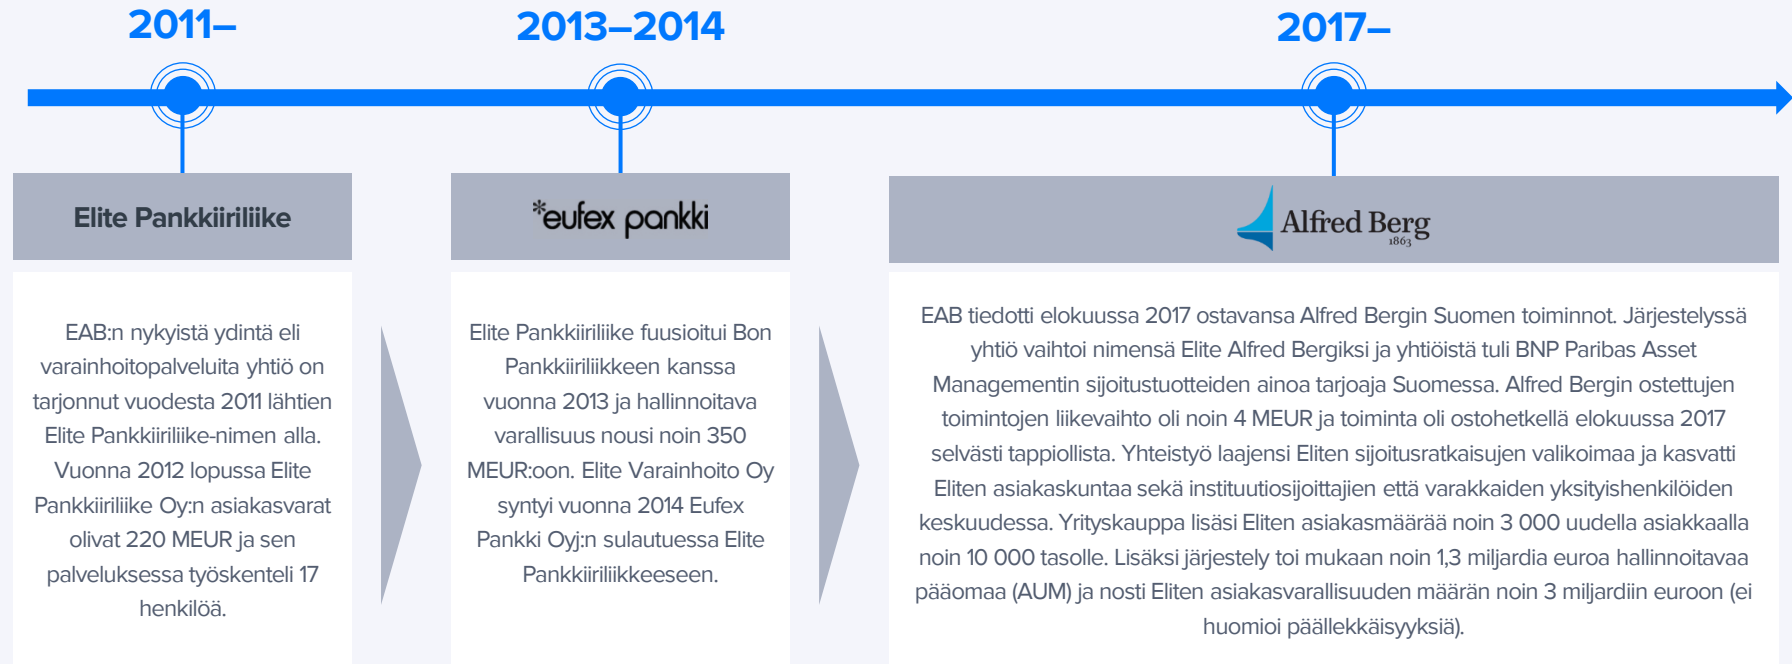 2011–
2013–2014
2017–
Elite Pankkiiriliike
*eufex pankki
Alfred Berg
1863
EAB:n nykyistä ydintä eli
varainhoitopalveluita yhtiö on
tarjonnut vuodesta 2011 lähtien
Elite Pankkiiriliike-nimen alla.
Vuonna 2012 lopussa Elite
Pankkiiriliike Oy:n asiakasvarat
olivat 220 MEUR ja sen
palveluksessa työskenteli 17
henkilöä.
Elite Pankkiiriliike fuusioitui Bon
Pankkiiriliikkeen kanssa
vuonna 2013 ja hallinnoitava
varallisuus nousi noin 350
MEUR:oon. Elite Varainhoito Oy
syntyi vuonna 2014 Eufex
Pankki Oyj:n sulautuessa Elite
Pankkiiriliikkeeseen.
EAB tiedotti elokuussa 2017 ostavansa Alfred Bergin Suomen toiminnot. Järjestelyssä
yhtiö vaihtoi nimensä Elite Alfred Bergiksi ja yhtiöistä tuli BNP Paribas Asset
Managementin sijoitustuotteiden ainoa tarjoaja Suomessa. Alfred Bergin ostettujen
toimintojen liikevaihto oli noin 4 MEUR ja toiminta oli ostohetkellä elokuussa 2017
selvästi tappiollista. Yhteistyö laajensi Eliten sijoitusratkaisujen valikoimaa ja kasvatti
Eliten asiakaskuntaa sekä instituutiosijoittajien että varakkaiden yksityishenkilöiden
keskuudessa. Yrityskauppa lisäsi Eliten asiakasmäärää noin 3 000 uudella asiakkaalla
noin 10 000 tasolle. Lisäksi järjestely toi mukaan noin 1,3 miljardia euroa hallinnoitavaa
pääomaa (AUM) ja nosti Eliten asiakasvarallisuuden määrän noin 3 miljardiin euroon (ei
huomioi päällekkäisyyksiä).